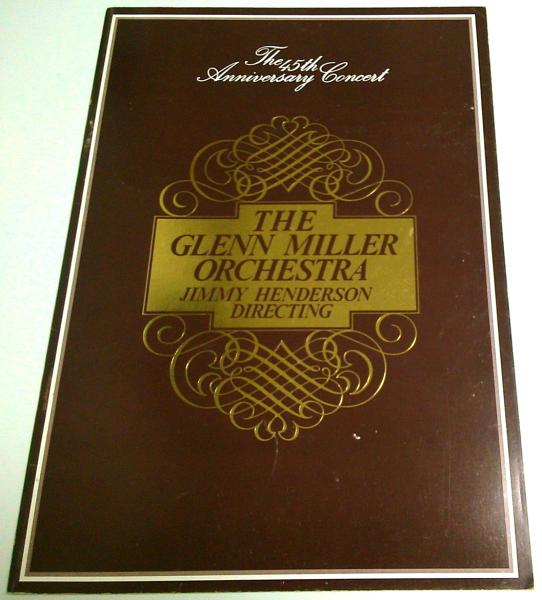 The 45th
Anniversary Concert
THE
GLENN MILLER
ORCHESTRA
JIMMY HENDERSON
DIRECTING